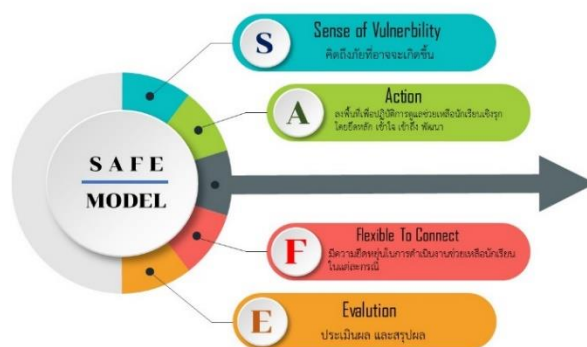 S
Sense of Vulnerbility
คิดถึงภัยที่อาจจะเกิดขึ้น
A
Action
ลงพื้นที่เพื่อปฏิบัติการดูแลช่วยเหลือนักเรียนเชิงรุก
โดยยึดหลัก เข้าใจ เข้าถึง พัฒนา
SAFE
MODEL
F
Flexible To Connect
มีความยืดหยุ่นในการดำเนินงานช่วยเหลือนักเรียน
ในแต่ละกรณี
E
Evalution
ประเมินผล และสรุปผล